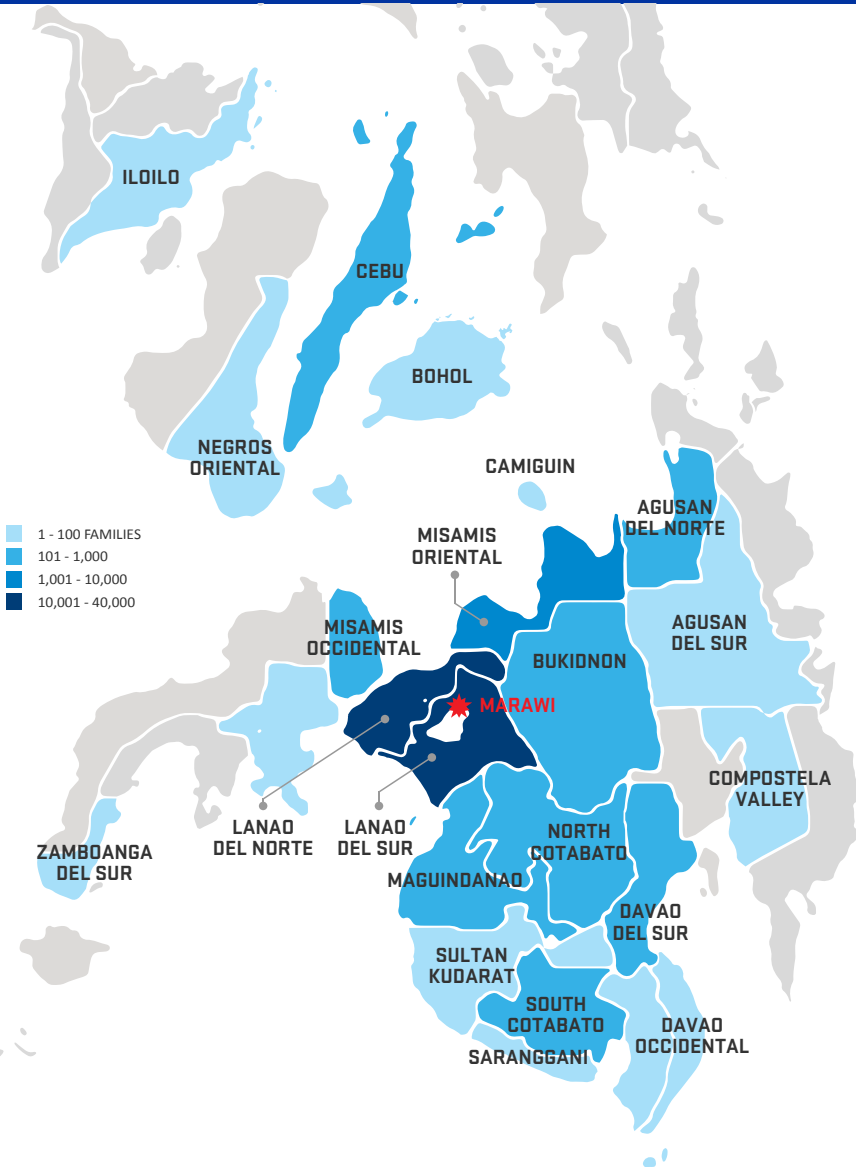 ILOILO
CEBU
BOHOL
NEGROS
ORIENTAL
CAMIGUIN
AGUSAN
DEL NORTE
MISAMIS
ORIENTAL
1 - 100 FAMILIES
101 - 1,000
1,001 - 10,000
10,001 - 40,000
MISAMIS
OCCIDENTAL
AGUSAN
DEL SUR
BUKIDNON
MARAWI
COMPOSTELA
VALLEY
LANAO
DEL NORTE
LANAO
DEL SUR
NORTH
COTABATO
ZAMBOANGA
DEL SUR
MAGUINDANAO
DAVAO
DEL SUR
SULTAN
KUDARAT
SOUTH
COTABATO
DAVAO
OCCIDENTAL
SARANGGANI